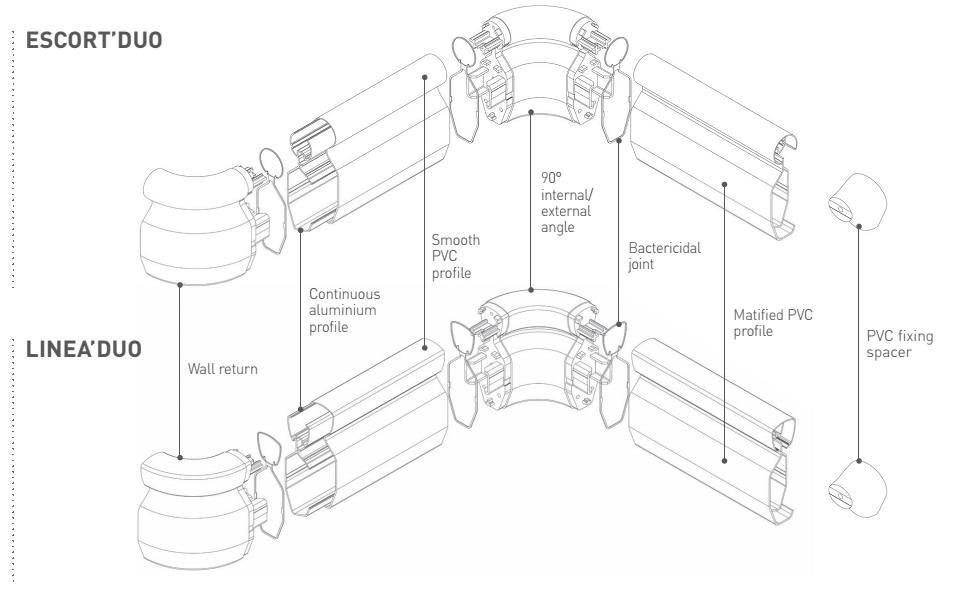 ESCORT'DUO
90°
internal/
external
angle
Smooth
PVC
profile
Bactericidal
joint
Continuous
aluminium
profile
Matified PVC
profile
PVC fixing
spacer
LINEA'DUO
Wall return